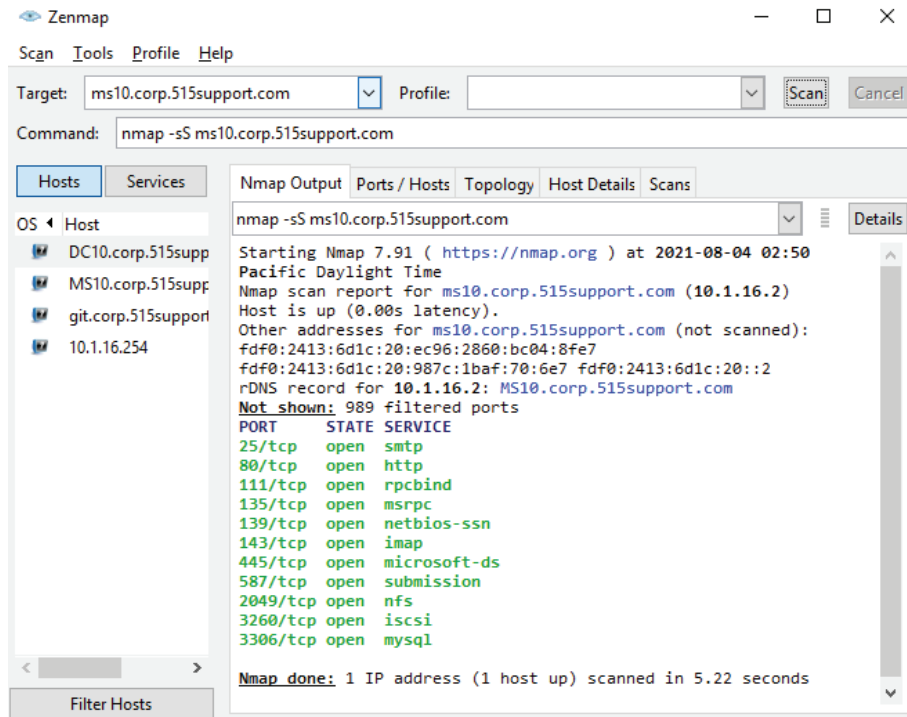 Zenmap
Scan Tools Profile Help
Target: ms10.corp.515support.com Profile: Scan Cancel
Command: nmap -sS ms10.corp.515support.com
Hosts Services
Nmap Output Ports / Hosts Topology Host Details Scans
OS Host
nmap -sS ms10.corp.515support.com Details
DC10.corp.515supp
MS10.corp.515supp
git.corp.515support
10.1.16.254
Starting Nmap 7.91 ( https://nmap.org ) at 2021-08-04 02:50
Pacific Daylight Time
Nmap scan report for ms10.corp.515support.com (10.1.16.2)
Host is up (0.00s latency).
Other addresses for ms10.corp.515support.com (not scanned):
fdf0:2413:6d1c:20:ec96:2860:bc04:8fe7
fdf0:2413:6d1c:20:987c:1baf:70:6e7 fdf0:2413:6d1c:20::2
rDNS record for 10.1.16.2: MS10.corp.515support.com
Not shown: 989 filtered ports
PORT STATE SERVICE
25/tcp open smtp
80/tcp open http
111/tcp open rpcbind
135/tcp open msrpc
139/tcp open netbios-ssn
143/tcp open imap
445/tcp open microsoft-ds
587/tcp open submission
2049/tcp open nfs
3260/tcp open iscsi
3306/tcp open mysql
Nmap done: 1 IP address (1 host up) scanned in 5.22 seconds
Filter Hosts